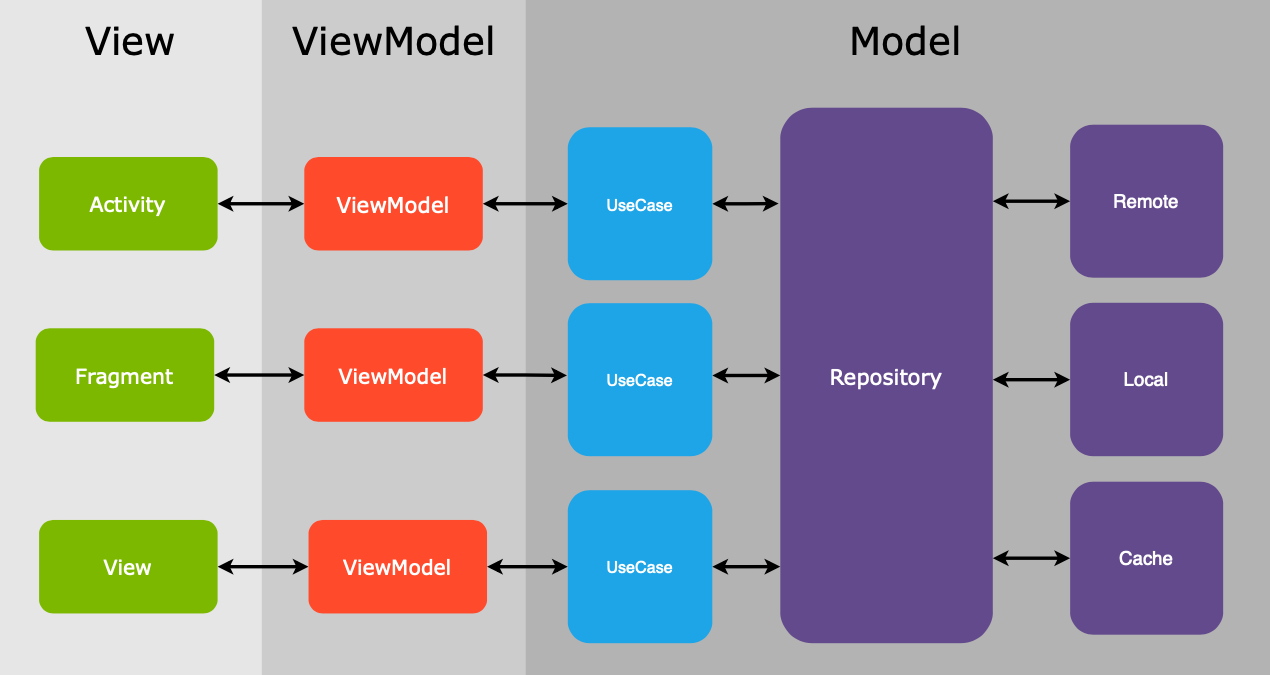 View
ViewModel
Model
Activity
ViewModel
UseCase
Remote
Fragment
ViewModel
UseCase
Repository
Local
View
ViewModel
UseCase
Cache